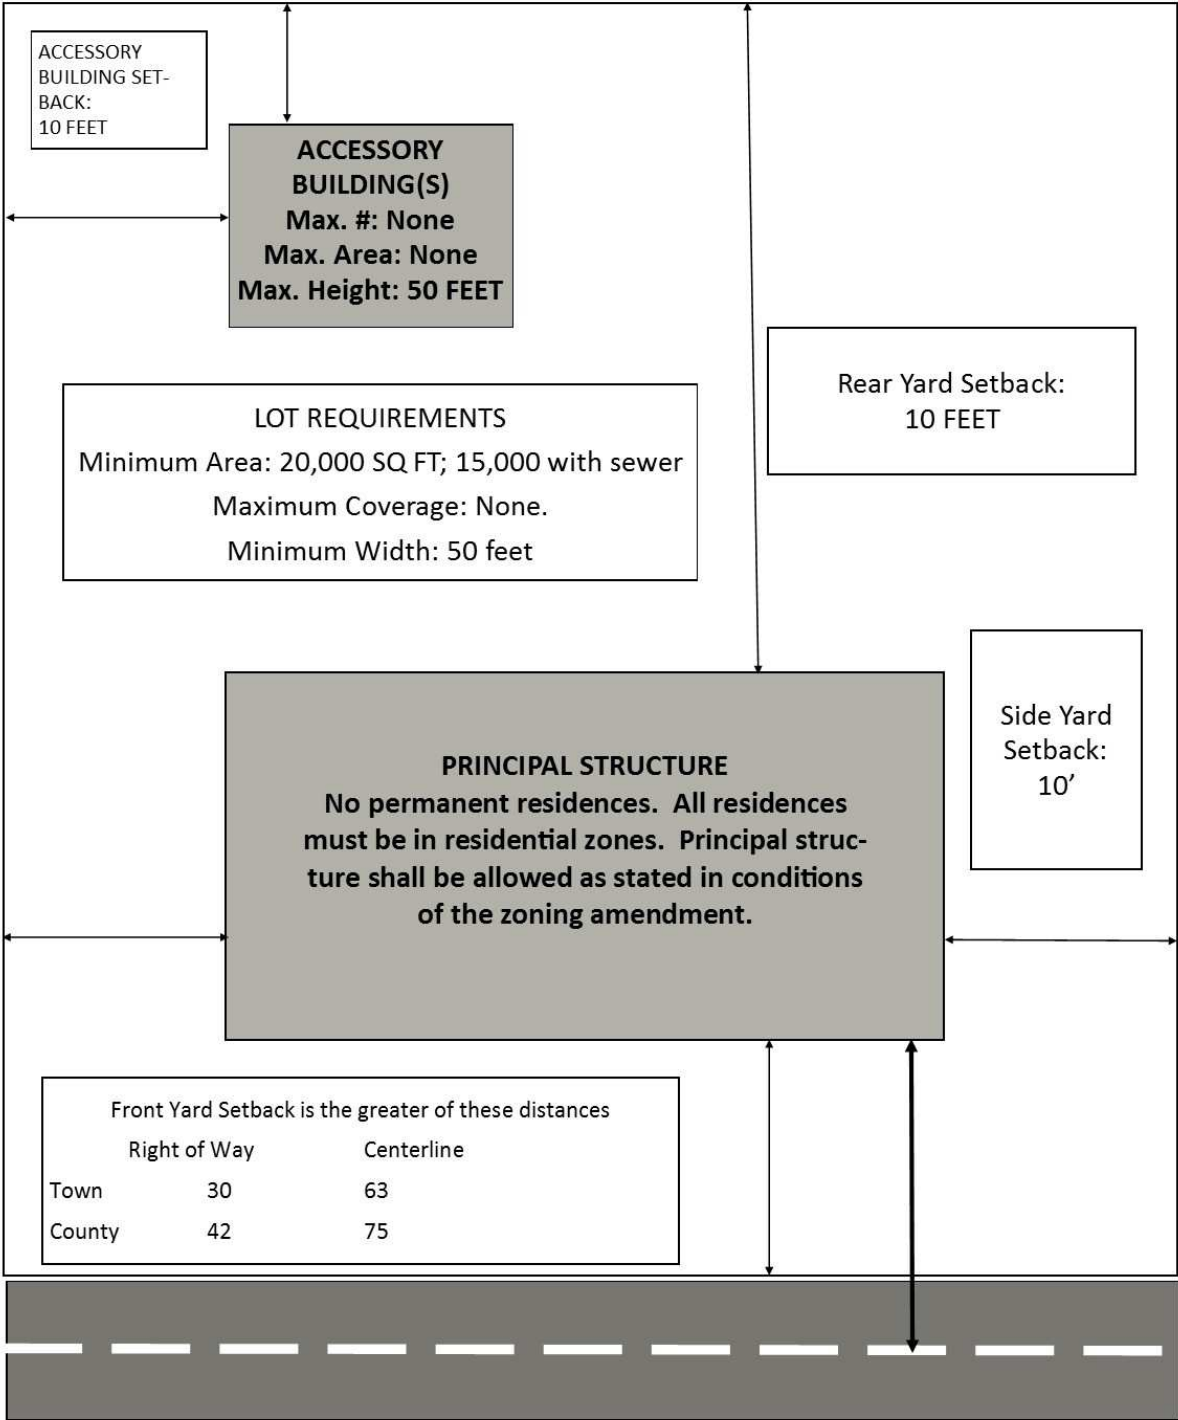 ACCESSORY
BUILDING SET-
BACK:
10 FEET
ACCESSORY
BUILDING(S)
Max. #: None
Max. Area: None
Max. Height: 50 FEET
Rear Yard Setback:
10 FEET
LOT REQUIREMENTS
Minimum Area: 20,000 SQ FT; 15,000 with sewer
Maximum Coverage: None.
Minimum Width: 50 feet
Side Yard
Setback:
10’
PRINCIPAL STRUCTURE
No permanent residences.  All residences
must be in residential zones.  Principal struc-
ture shall be allowed as stated in conditions
of the zoning amendment.
Front Yard Setback is the greater of these distances
Right of Way Centerline
Town 30 63
County 42 75